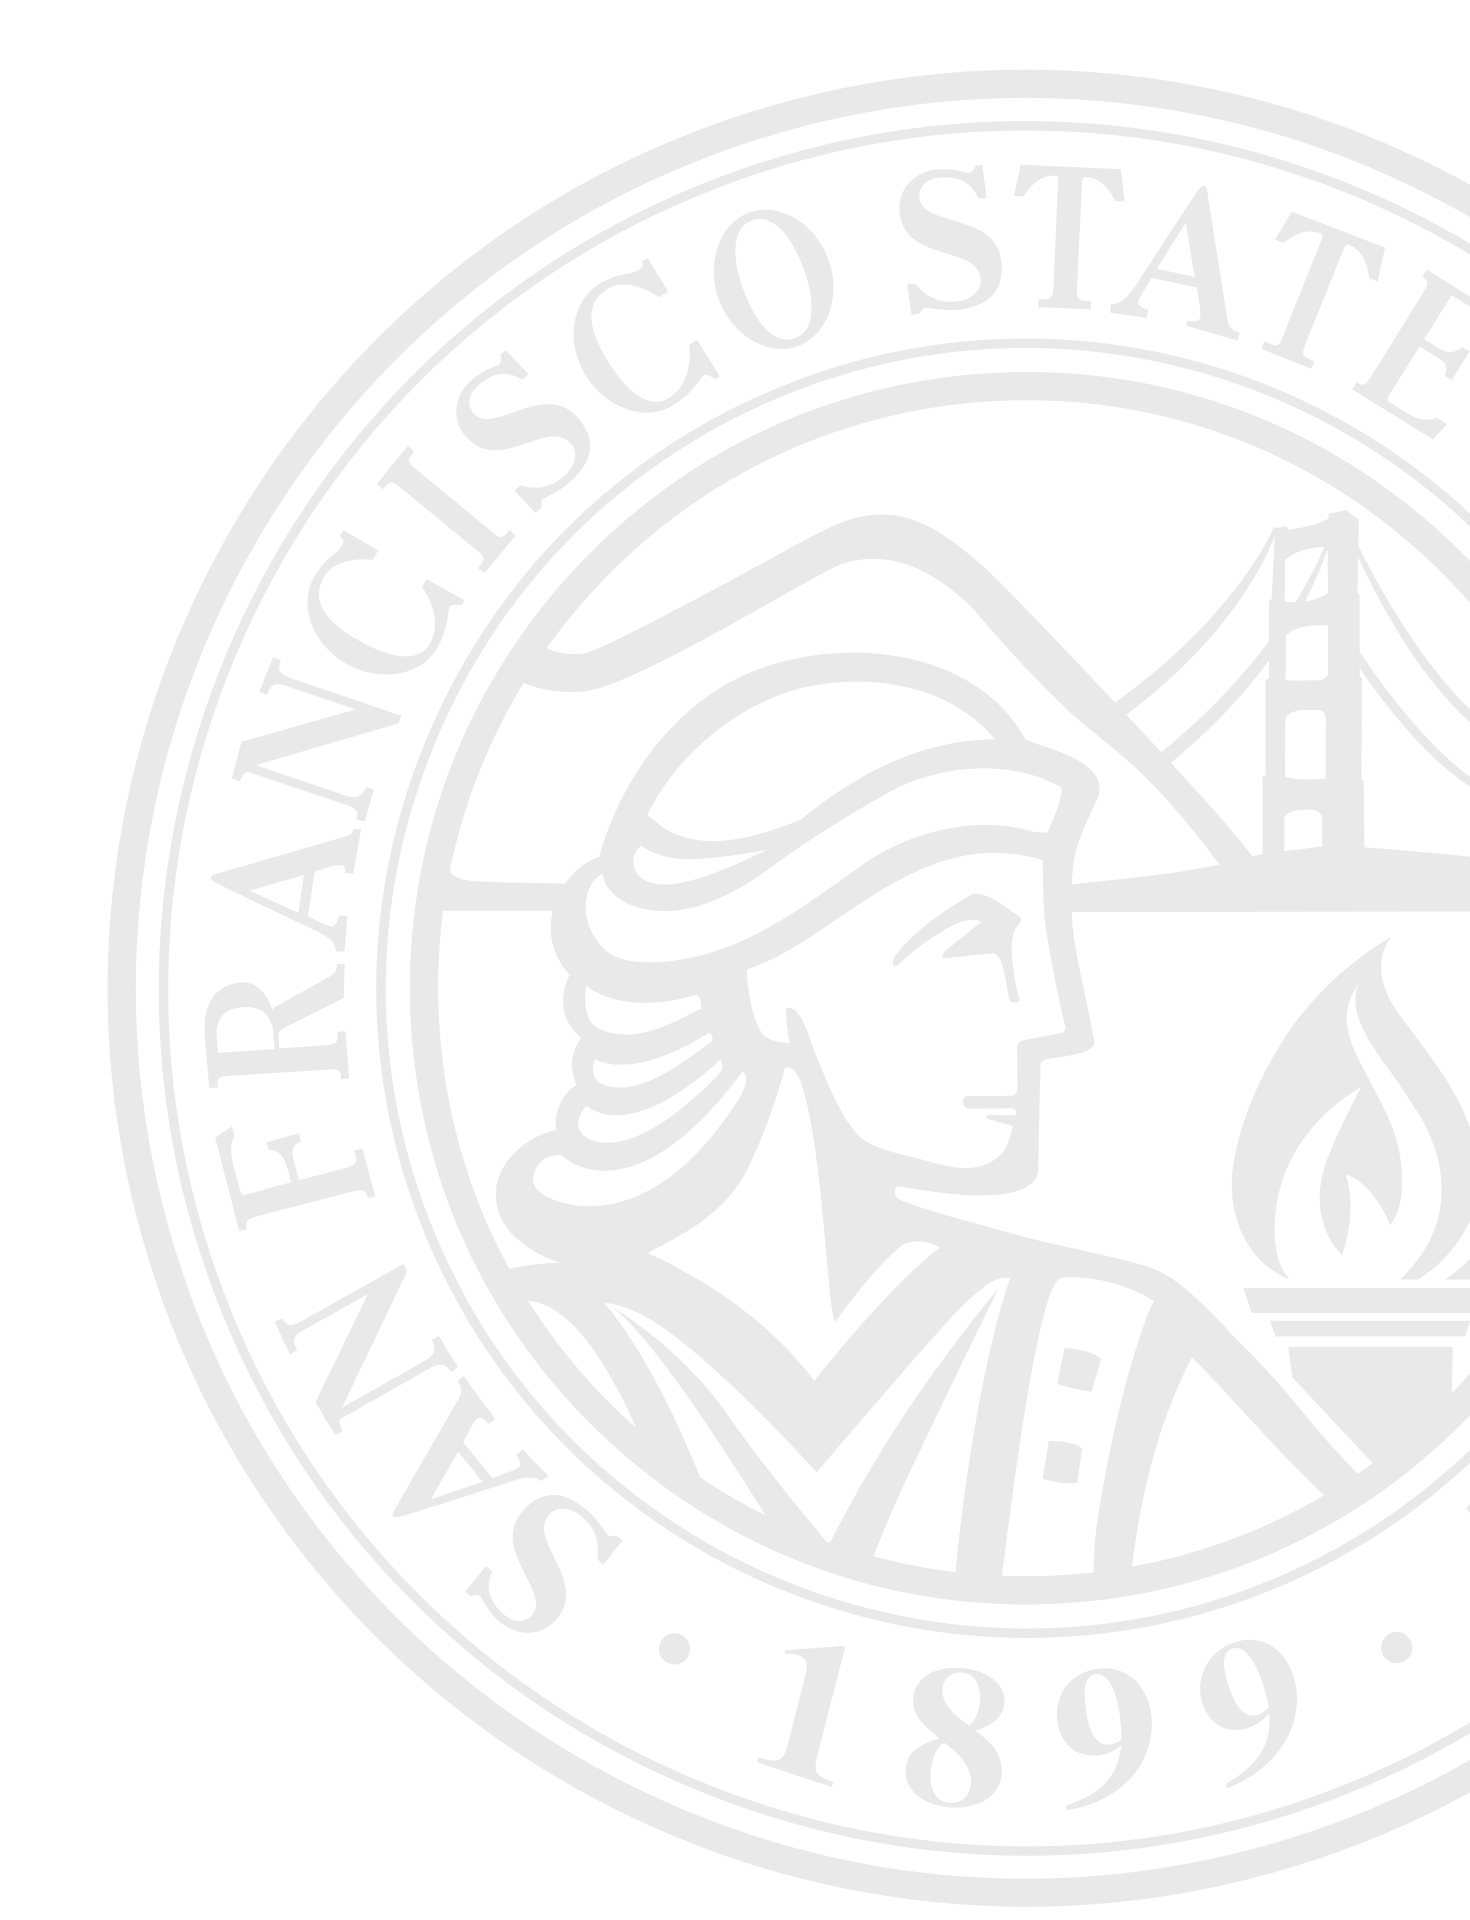 SAN FRANCISCO STATE
· 1899 ·